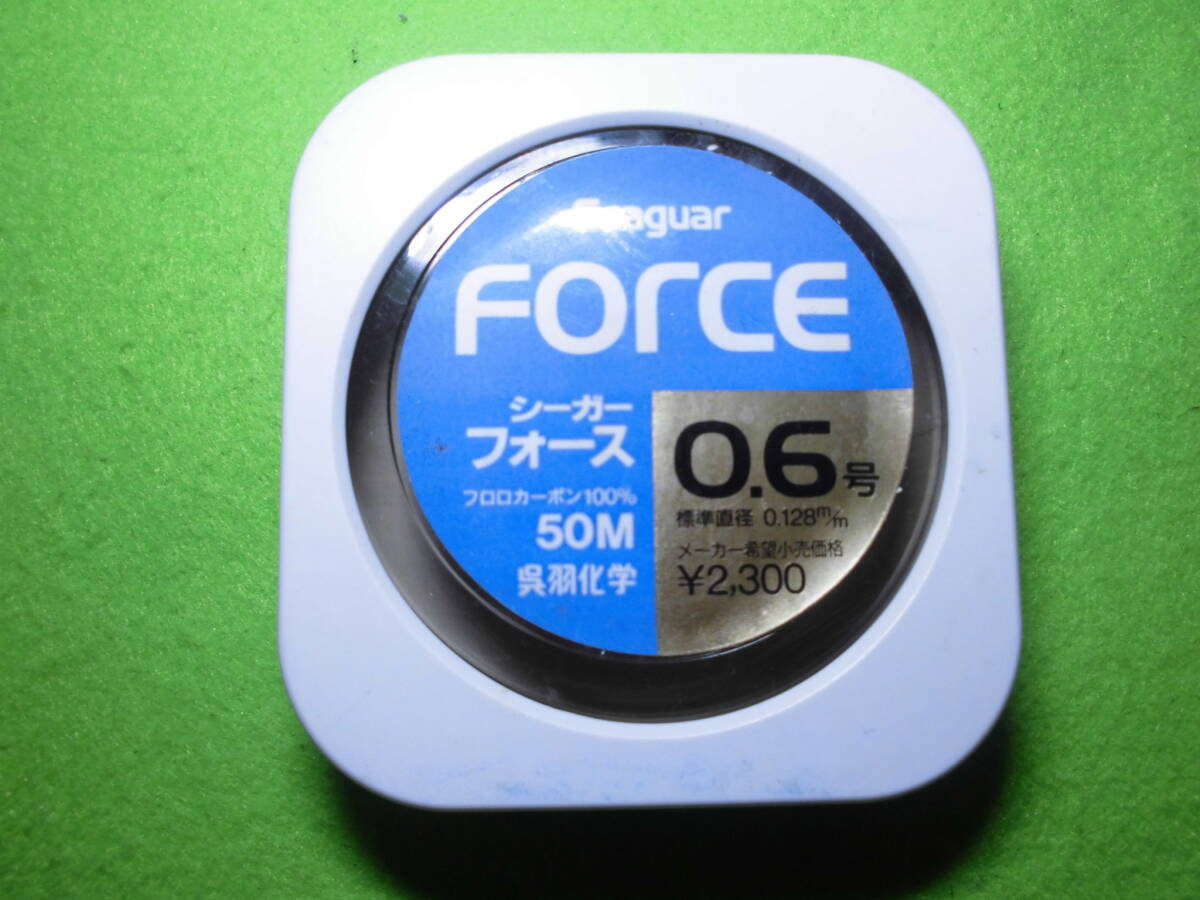 Seaguar
FORCE
シーガー
フォース
フロロカーボン100%
50M
呉羽化学
0.6号
標準直径 0.128m/m
メーカー希望小売価格
¥2,300